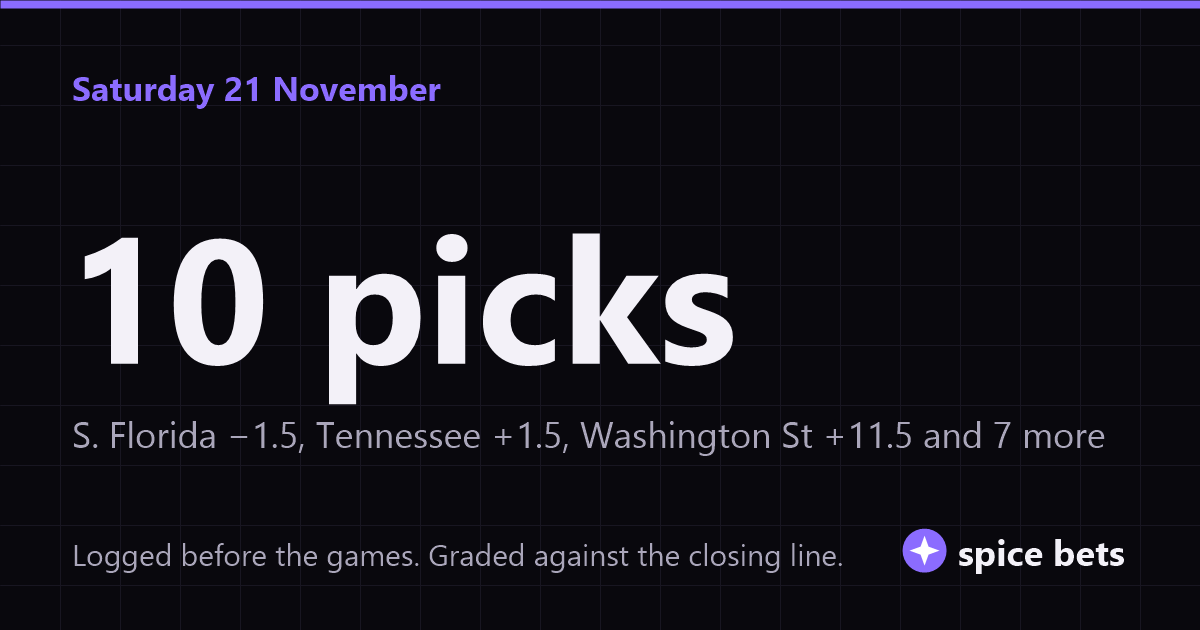 Saturday 21 November
10 picks
S. Florida −1.5, Tennessee +1.5, Washington St +11.5 and 7 more
Logged before the games. Graded against the closing line.
spice bets